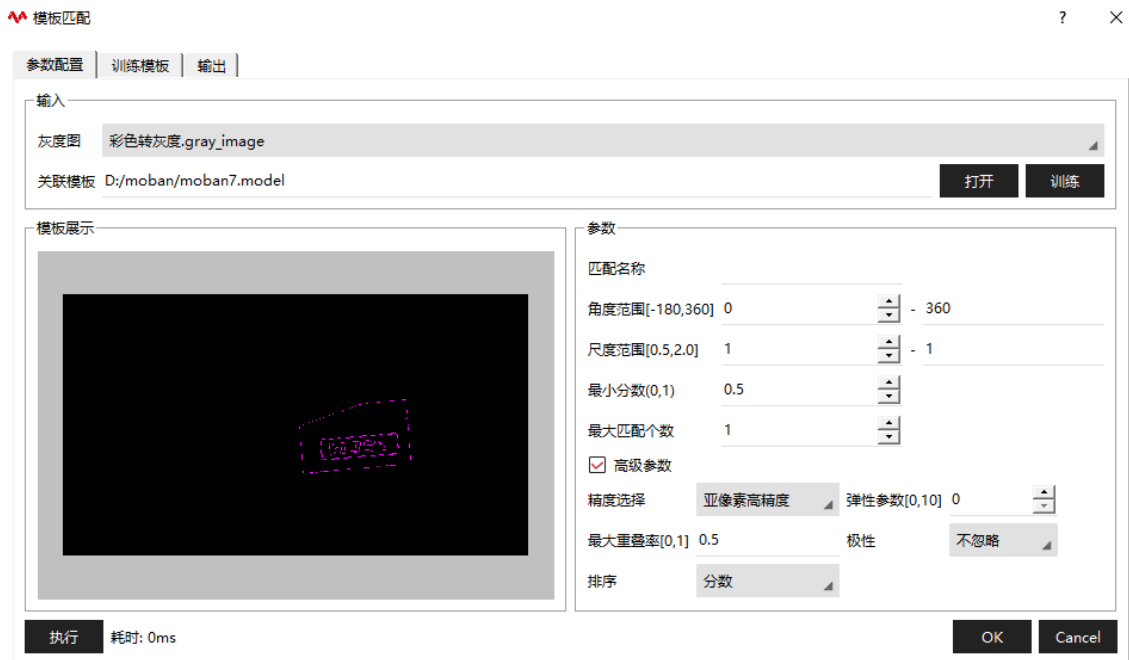 模板匹配
?
参数配置 训练模板 输出
输入
灰度图 彩色转灰度.gray_image
关联模板 D:/moban/moban7.model 打开 训练
模板展示
参数
匹配名称
角度范围[-180,360] 0 - 360
尺度范围[0.5,2.0] 1 - 1
最小分数(0,1) 0.5
最大匹配个数 1
高级参数
精度选择 亚像素高精度 弹性参数[0,10] 0
最大重叠率[0,1] 0.5 极性 不忽略
排序 分数
执行 耗时: 0ms OK Cancel